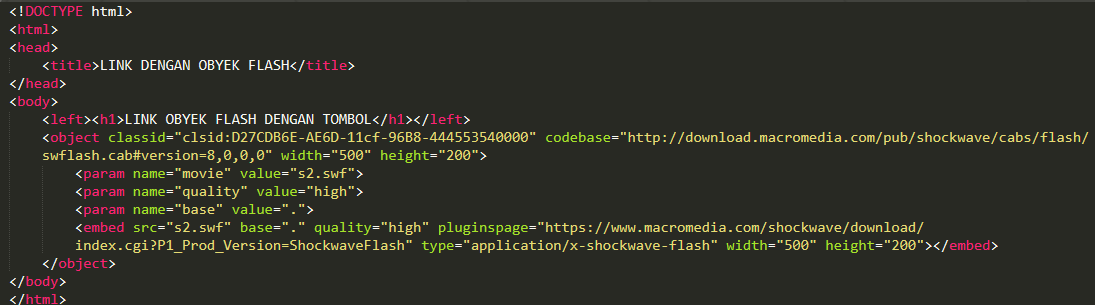 <!DOCTYPE html>
<html>
<head>
    <title>LINK DENGAN OBYEK FLASH</title>
</head>
<body>
    <left><h1>LINK OBYEK FLASH DENGAN TOMBOL</h1></left>
    <object classid="clsid:D27CDB6E-AE6D-11cf-96B8-444553540000" codebase="http://download.macromedia.com/pub/shockwave/cabs/flash/
    swflash.cab#version=8,0,0,0" width="500" height="200">
        <param name="movie" value="s2.swf">
        <param name="quality" value="high">
        <param name="base" value=".">
        <embed src="s2.swf" base="." quality="high" pluginspage="https://www.macromedia.com/shockwave/download/
        index.cgi?P1_Prod_Version=ShockwaveFlash" type="application/x-shockwave-flash" width="500" height="200"></embed>
    </object>
</body>
</html>